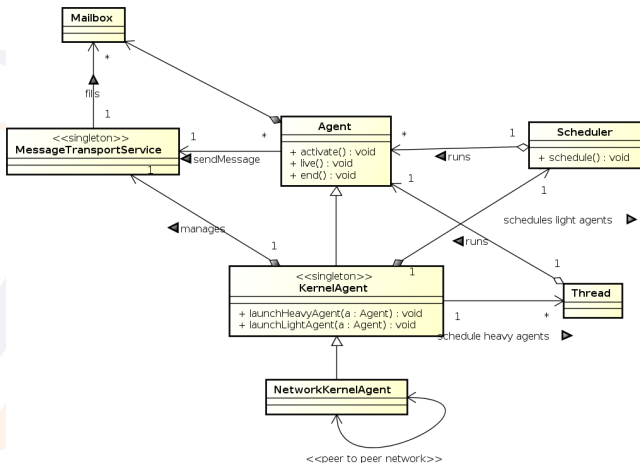 Mailbox
*
fills
1
<<singleton>>
MessageTransportService
1
1
sendMessage
*
Agent
+ activate() : void
+ live() : void
+ end() : void
*
runs
1
Scheduler
+ schedule() : void
1
1
schedules light agents
manages
runs
1
1
1
<<singleton>>
KernelAgent
+ launchHeavyAgent(a : Agent) : void
+ launchLightAgent(a : Agent) : void
Thread
1
*
schedule heavy agents
NetworkKernelAgent
<<peer to peer network>>